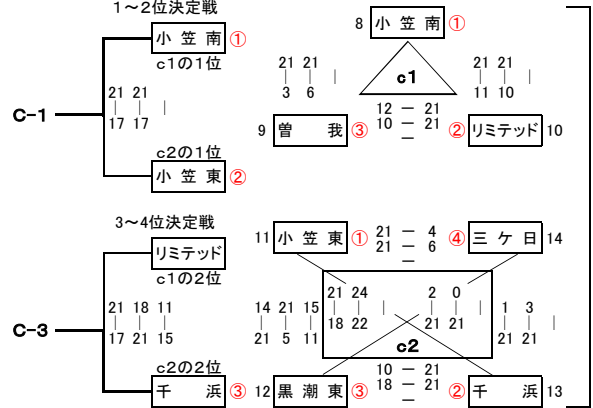 1～2位決定戦
小 笠 南 ①
c1の1位
21 21
｜ ｜ ｜
17 17
C-1
c2の1位
小 笠 東 ②
8 小 笠 南 ①
21 21
｜ ｜ ｜
3 6
c1
21 21
｜ ｜ ｜
11 10
12 ― 21
10 ― 21
―
9 曽 我 ③
② リミテッド 10
3～4位決定戦
リミテッド
c1の2位
21 18 11
｜ ｜ ｜
17 21 15
C-3
c2の2位
千 浜 ③
11 小 笠 東 ①
21 ― 4
21 ― 6
―
④ 三 ケ 日 14
14 21 15
｜ ｜ ｜
21 5 11
21 24
｜ ｜ ｜
18 22
2 0
｜ ｜ ｜
21 21
1 3
｜ ｜ ｜
21 21
c2
10 ― 21
18 ― 21
―
12 黒 潮 東 ③
② 千 浜 13